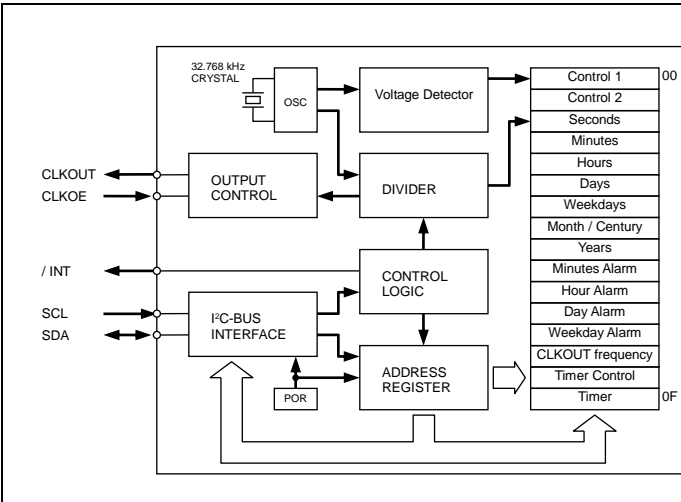 32.768 kHz
CRYSTAL
OSC
Voltage Detector
CLKOUT
CLKOE
OUTPUT
CONTROL
DIVIDER
/ INT
CONTROL
LOGIC
SCL
SDA
I²C-BUS
INTERFACE
ADDRESS
REGISTER
POR
Control 1
00
Control 2
Seconds
Minutes
Hours
Days
Weekdays
Month / Century
Years
Minutes Alarm
Hour Alarm
Day Alarm
Weekday Alarm
CLKOUT frequency
Timer Control
Timer
0F